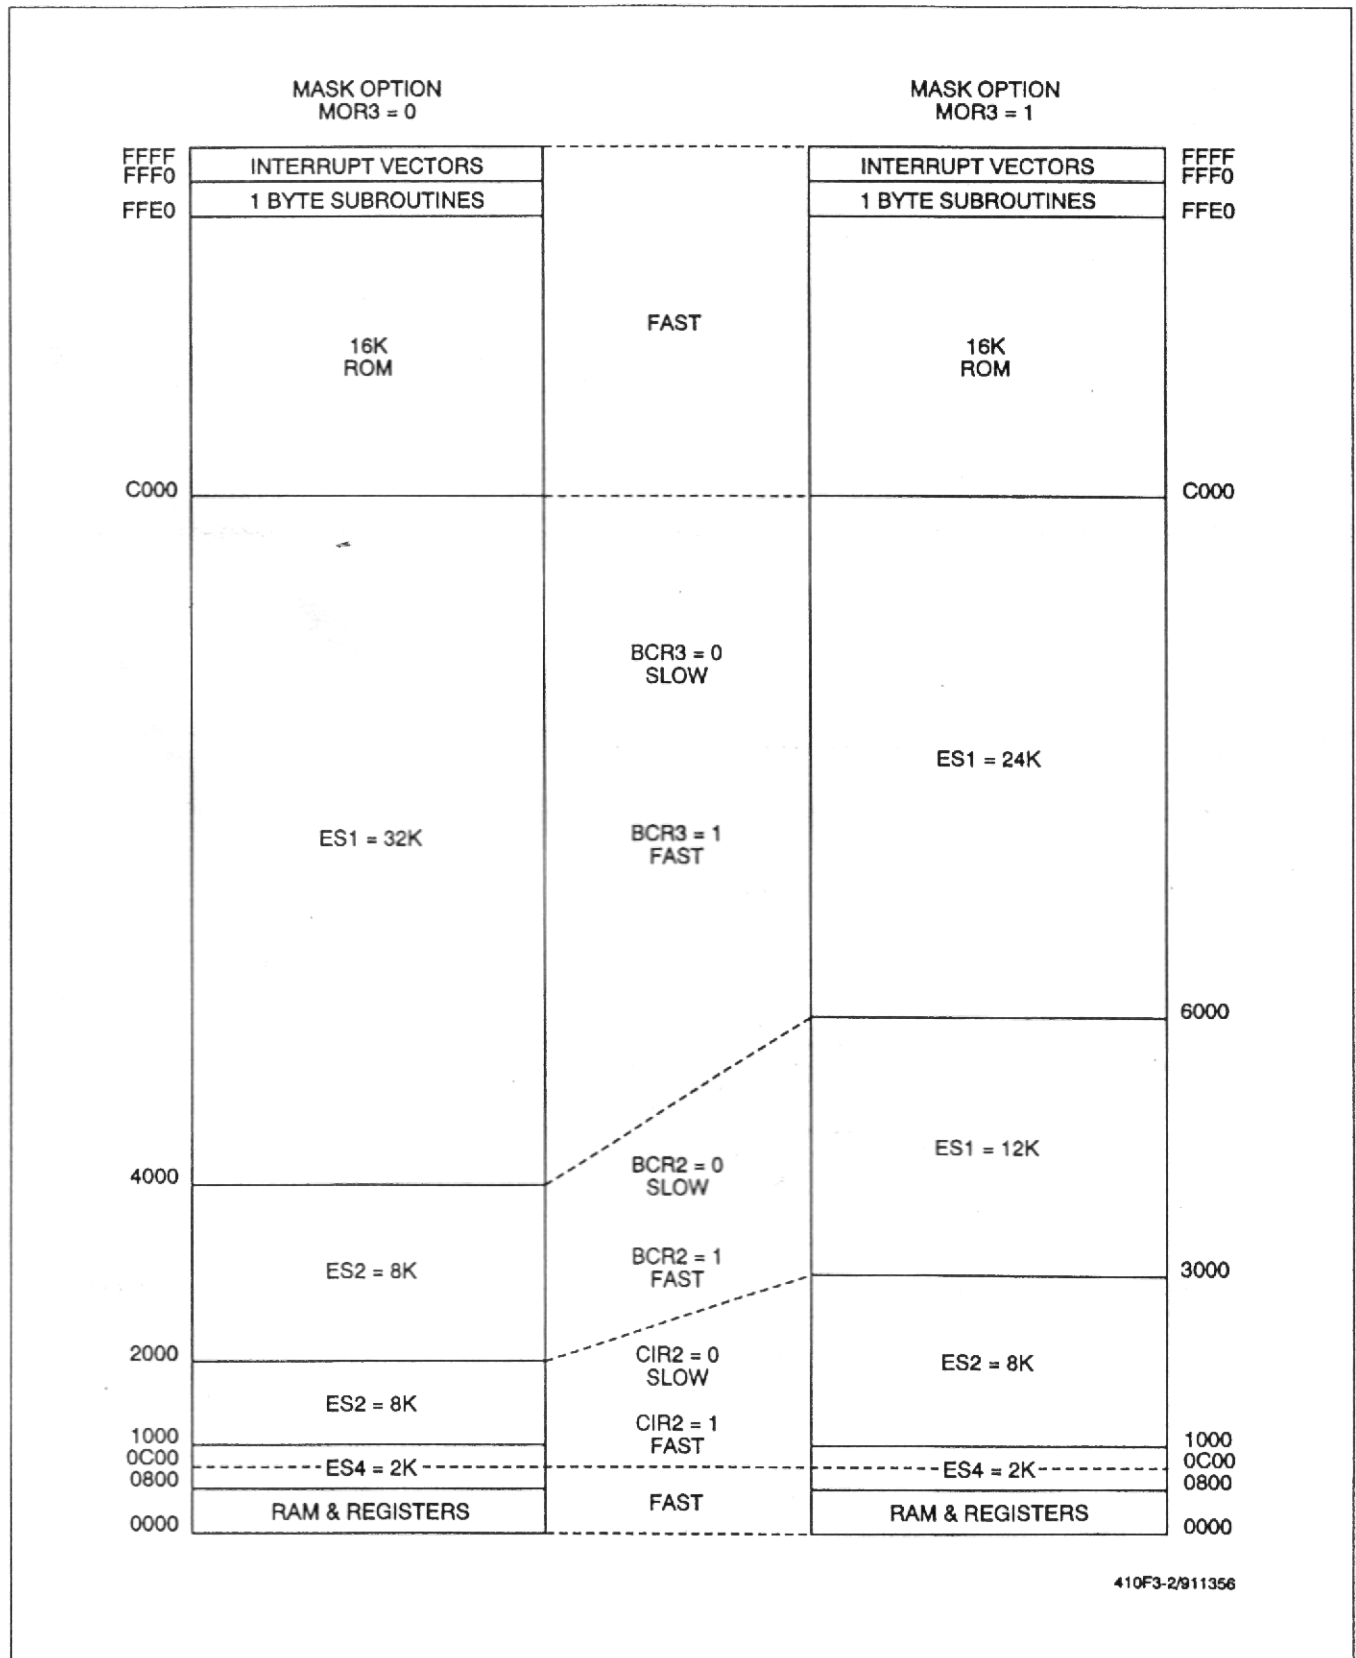 MASK OPTION
MOR3 = 0
MASK OPTION
MOR3 = 1
FFFF
FFF0
FFE0
C000
4000
2000
1000
0C00
0800
0000
INTERRUPT VECTORS
1 BYTE SUBROUTINES
16K
ROM
ES1 = 32K
ES2 = 8K
ES2 = 8K
ES4 = 2K
RAM & REGISTERS
FAST
BCR3 = 0
SLOW
BCR3 = 1
FAST
BCR2 = 0
SLOW
BCR2 = 1
FAST
CIR2 = 0
SLOW
CIR2 = 1
FAST
FAST
INTERRUPT VECTORS
1 BYTE SUBROUTINES
16K
ROM
ES1 = 24K
ES1 = 12K
ES2 = 8K
ES4 = 2K
RAM & REGISTERS
FFFF
FFF0
FFE0
C000
6000
3000
1000
0C00
0800
0000
410F3-2/911356